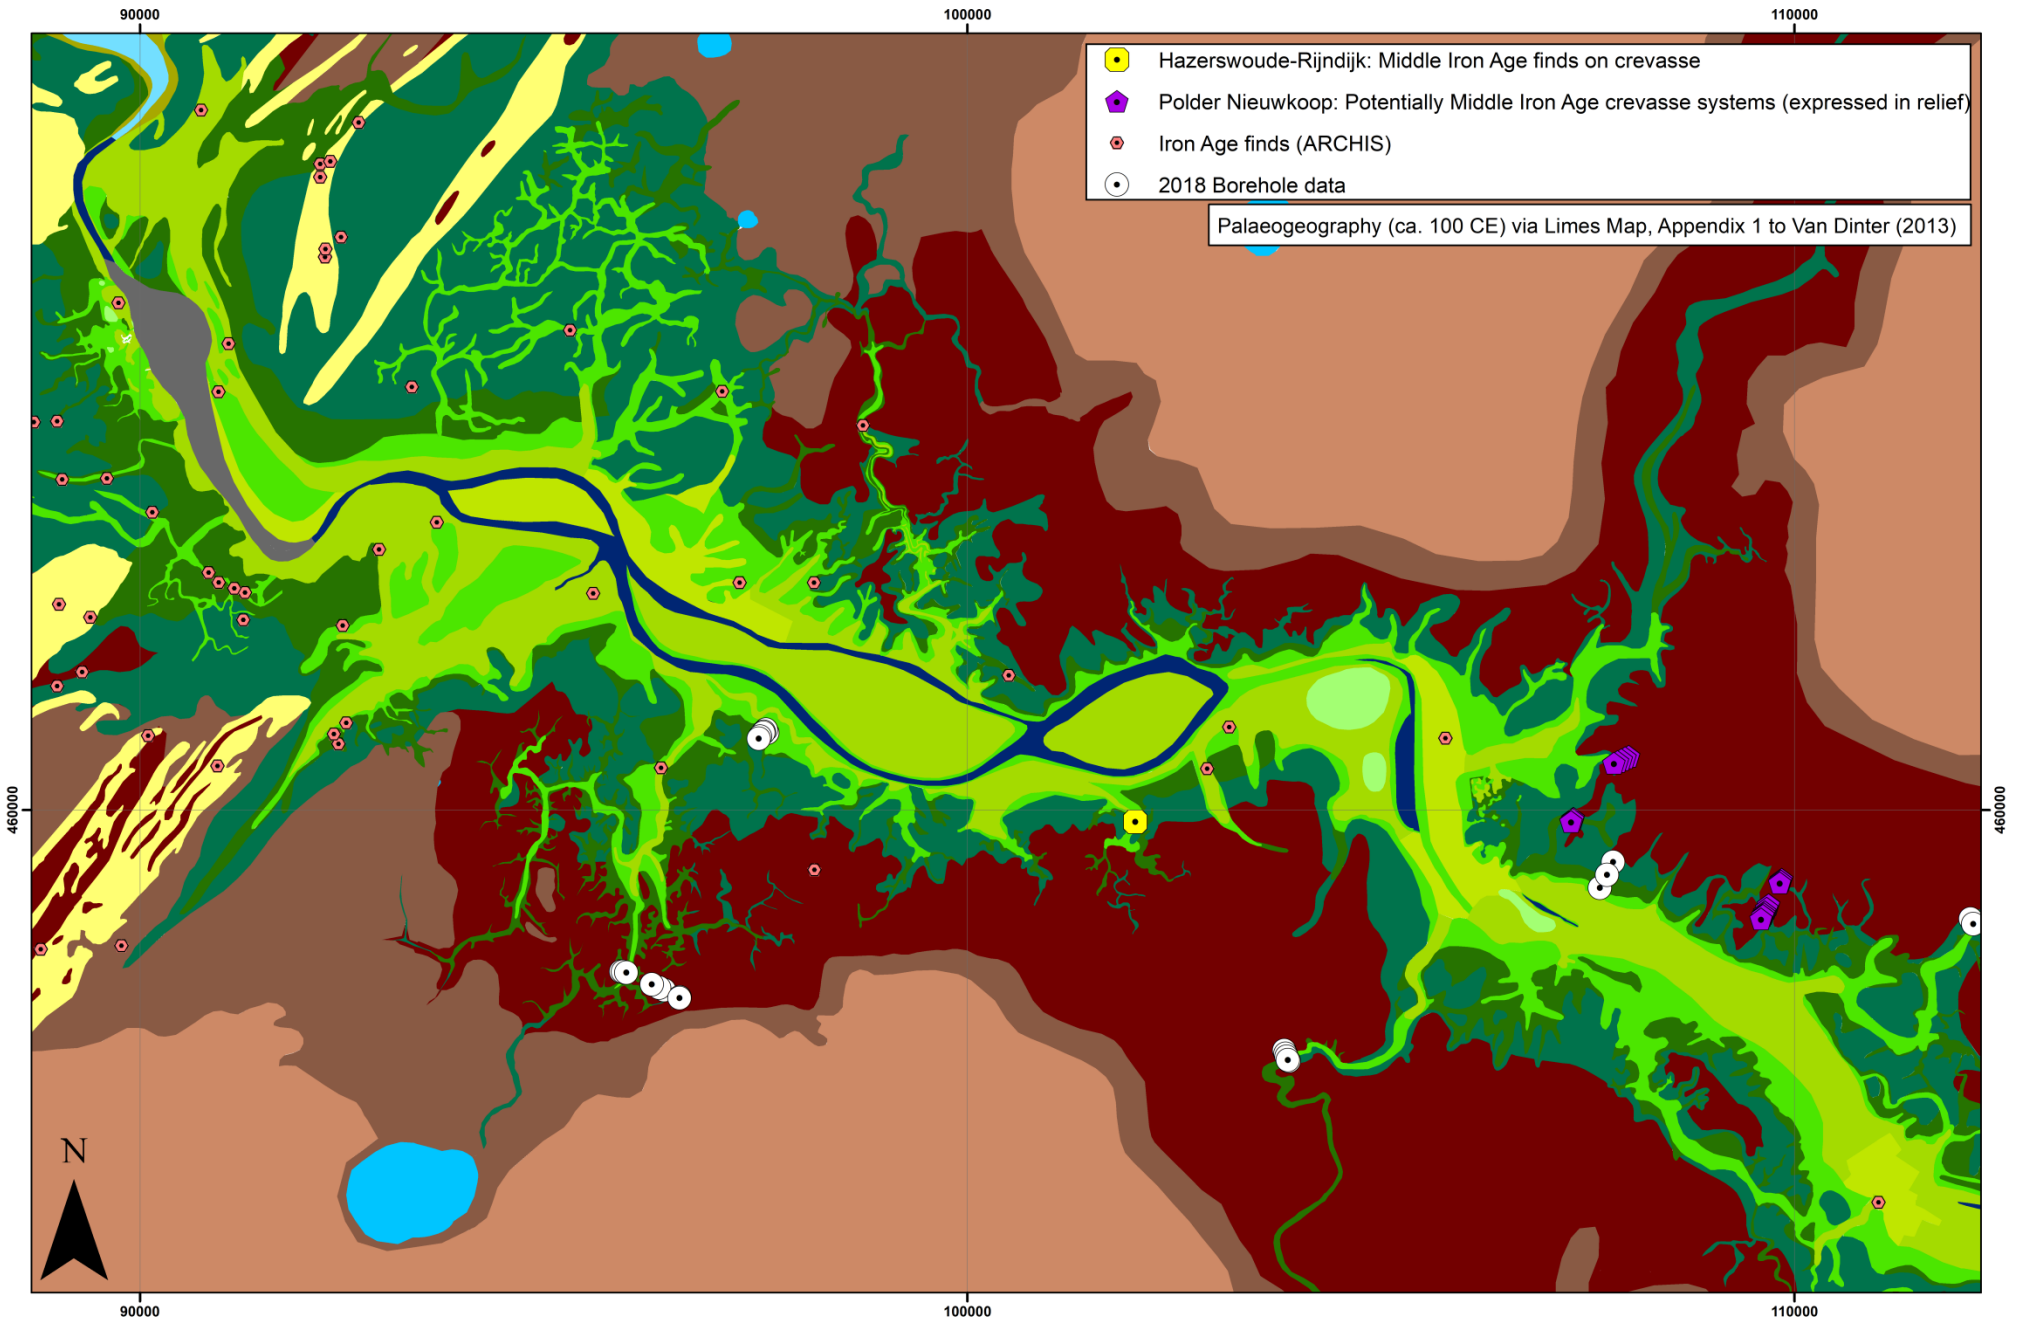 90000 100000 110000
Hazerswoude-Rijndijk: Middle Iron Age finds on crevasse
Polder Nieuwkoop: Potentially Middle Iron Age crevasse systems (expressed in relief)
Iron Age finds (ARCHIS)
2018 Borehole data
Palaeogeography (ca. 100 CE) via Limes Map, Appendix 1 to Van Dinter (2013)
460000
460000
N
90000 100000 110000